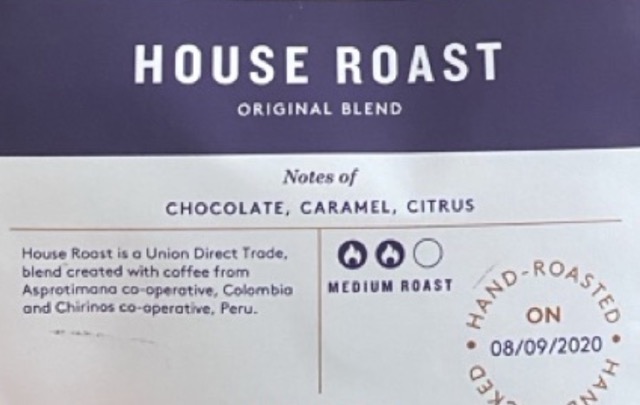 HOUSE ROAST
ORIGINAL BLEND
Notes of
CHOCOLATE, CARAMEL, CITRUS
House Roast is a Union Direct Trade,
blend created with coffee from
Asprotimana co-operative, Colombia
and Chirinos co-operative, Peru.
MEDIUM ROAST
HAND-ROASTED
ON
08/09/2020